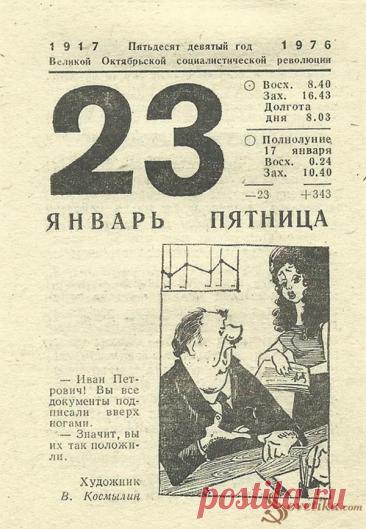 1917 Пятьдесят девятый год 1976
Великой Октябрьской социалистической революции
23
Восх. 8.40
Зах. 16.43
Долгота
дня 8.03
Полнолуние
17 января
Восх. 0.24
Зах. 10.40
—23 +343
ЯНВАРЬ ПЯТНИЦА
— Иван Пет-
рович! Вы все
документы под-
писали вверх
ногами.
— Значит, вы
их так положи-
ли.
Художник
В. Космылин
postila.ru